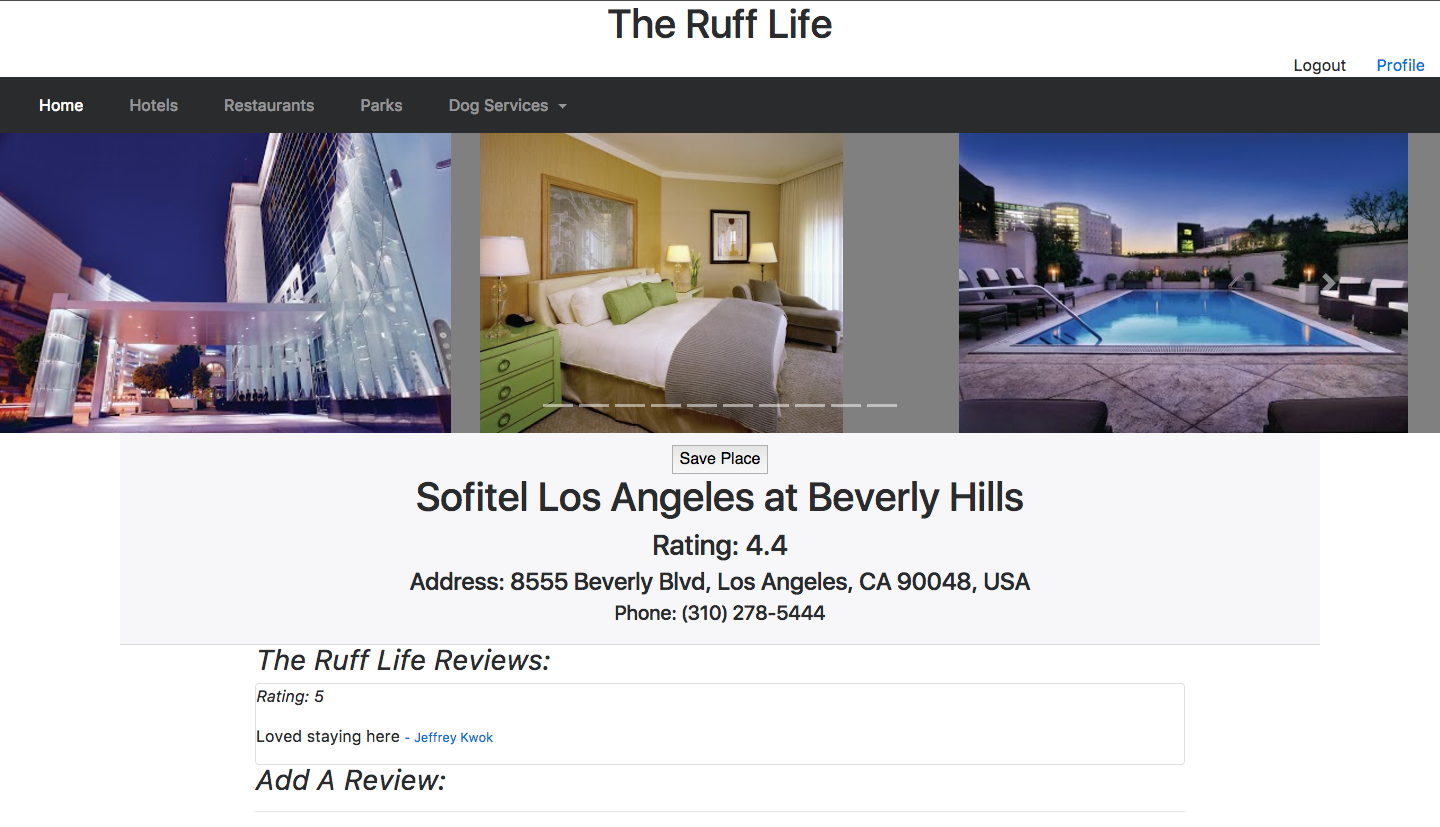 The Ruff Life
Logout Profile
Home Hotels Restaurants Parks Dog Services
Save Place
Sofitel Los Angeles at Beverly Hills
Rating: 4.4
Address: 8555 Beverly Blvd, Los Angeles, CA 90048, USA
Phone: (310) 278-5444
The Ruff Life Reviews:
Rating: 5
Loved staying here - Jeffrey Kwok
Add A Review: